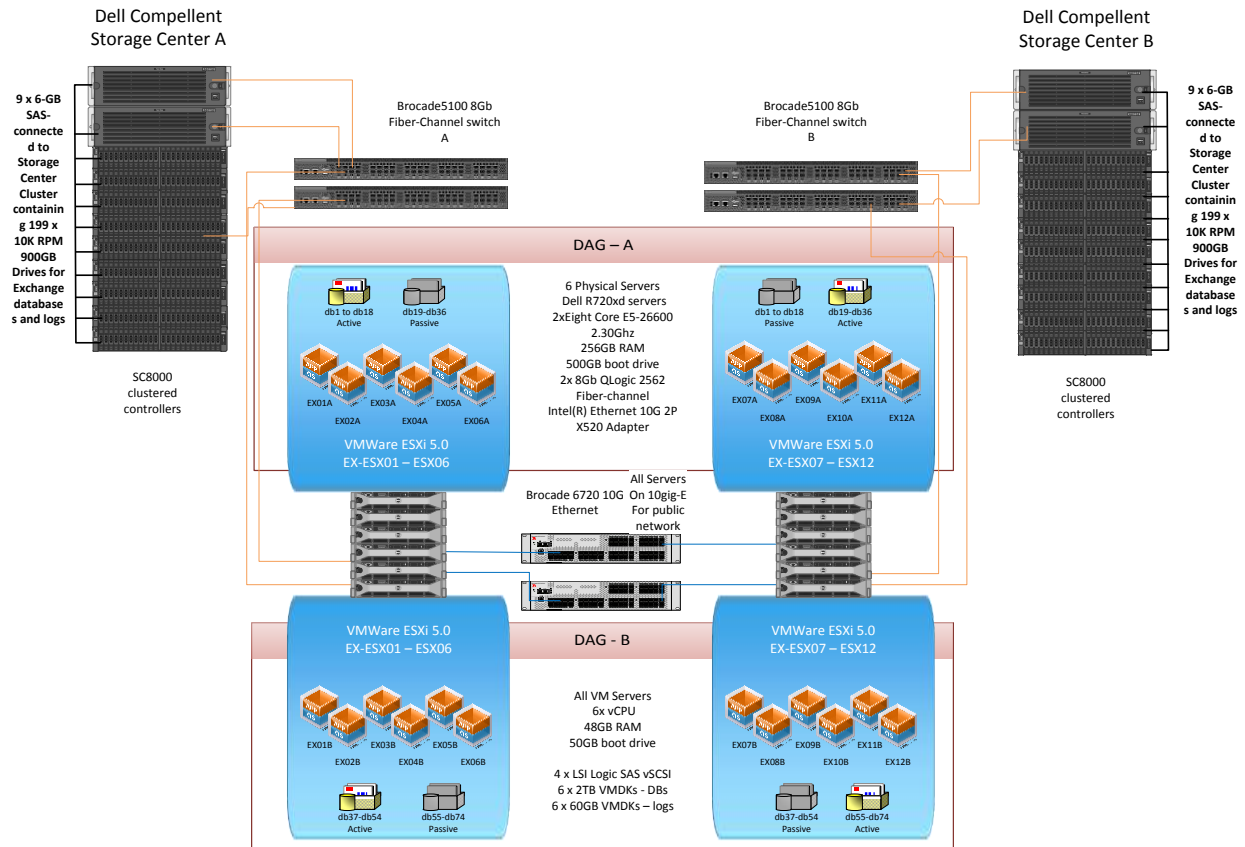 Dell Compellent
Storage Center A
Dell Compellent
Storage Center B
9 x 6-GB
SAS-
connecte
d to
Storage
Center
Cluster
containin
g 199 x
10K RPM
900GB
Drives for
Exchange
database
s and logs
Brocade5100 8Gb
Fiber-Channel switch
A
Brocade5100 8Gb
Fiber-Channel switch
B
9 x 6-GB
SAS-
connecte
d to
Storage
Center
Cluster
containin
g 199 x
10K RPM
900GB
Drives for
Exchange
database
s and logs
SC8000
clustered
controllers
SC8000
clustered
controllers
DAG – A
db1 to db18
Active
db19-db36
Passive
EX01A
EX03A
EX05A
EX02A
EX04A
EX06A
VMWare ESXi 5.0
EX-ESX01 – ESX06
6 Physical Servers
Dell R720xd servers
2xEight Core E5-26600
2.30Ghz
256GB RAM
500GB boot drive
2x 8Gb QLogic 2562
Fiber-channel
Intel(R) Ethernet 10G 2P
X520 Adapter
db1 to db18
Passive
db19-db36
Active
EX07A
EX09A
EX11A
EX08A
EX10A
EX12A
VMWare ESXi 5.0
EX-ESX07 – ESX12
Brocade 6720 10G
Ethernet
All Servers
On 10gig-E
For public
network
DAG - B
VMWare ESXi 5.0
EX-ESX01 – ESX06
EX01B
EX03B
EX05B
EX02B
EX04B
EX06B
db37-db54
Active
db55-db74
Passive
All VM Servers
6x vCPU
48GB RAM
50GB boot drive
4 x LSI Logic SAS vSCSI
6 x 2TB VMDKs - DBs
6 x 60GB VMDKs – logs
VMWare ESXi 5.0
EX-ESX07 – ESX12
EX07B
EX09B
EX11B
EX08B
EX10B
EX12B
db37-db54
Passive
db55-db74
Active